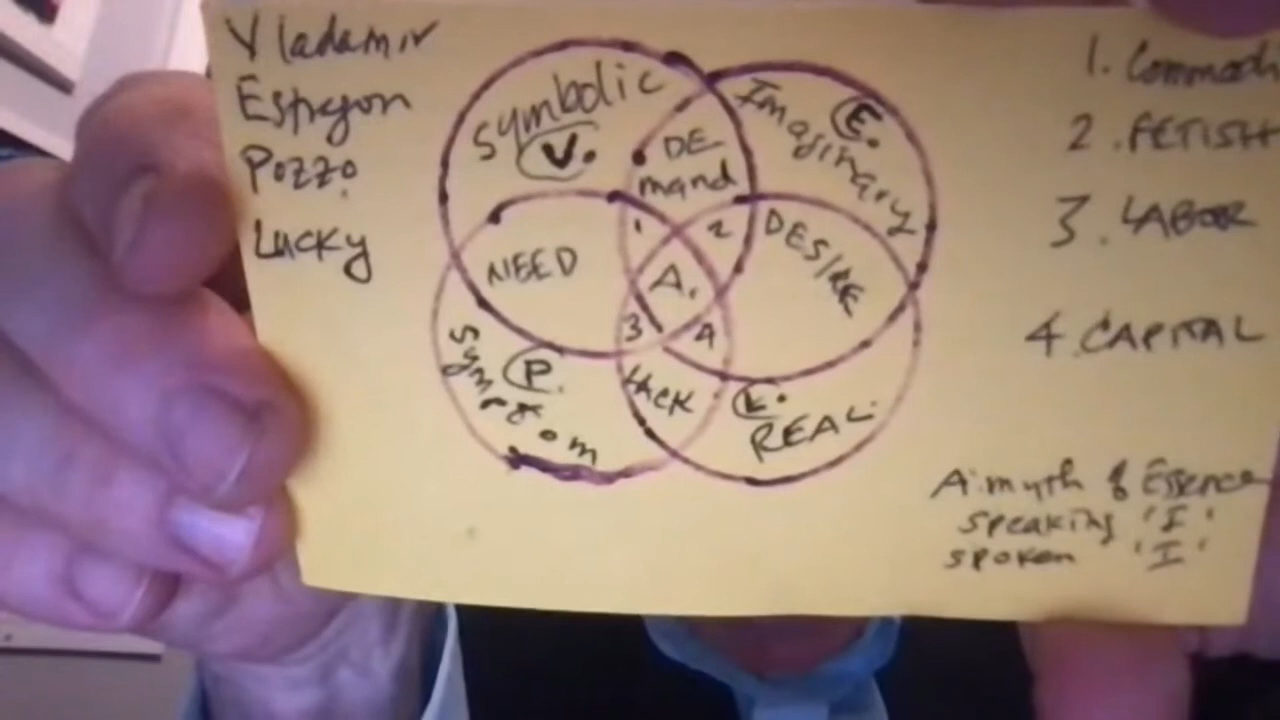 Vladamir
Estragon
Pozzo
Lucky
Symbolic
V.
DE
mand
Imaginary
E.
1
2
NEED
A.
DESIRE
3
4
Symptom
P.
LACK
L.
REAL
1. Commodi
2. FETISH
3. LABOR
4. CAPITAL
A: myth of Essence
speaking 'I'
spoken 'I'